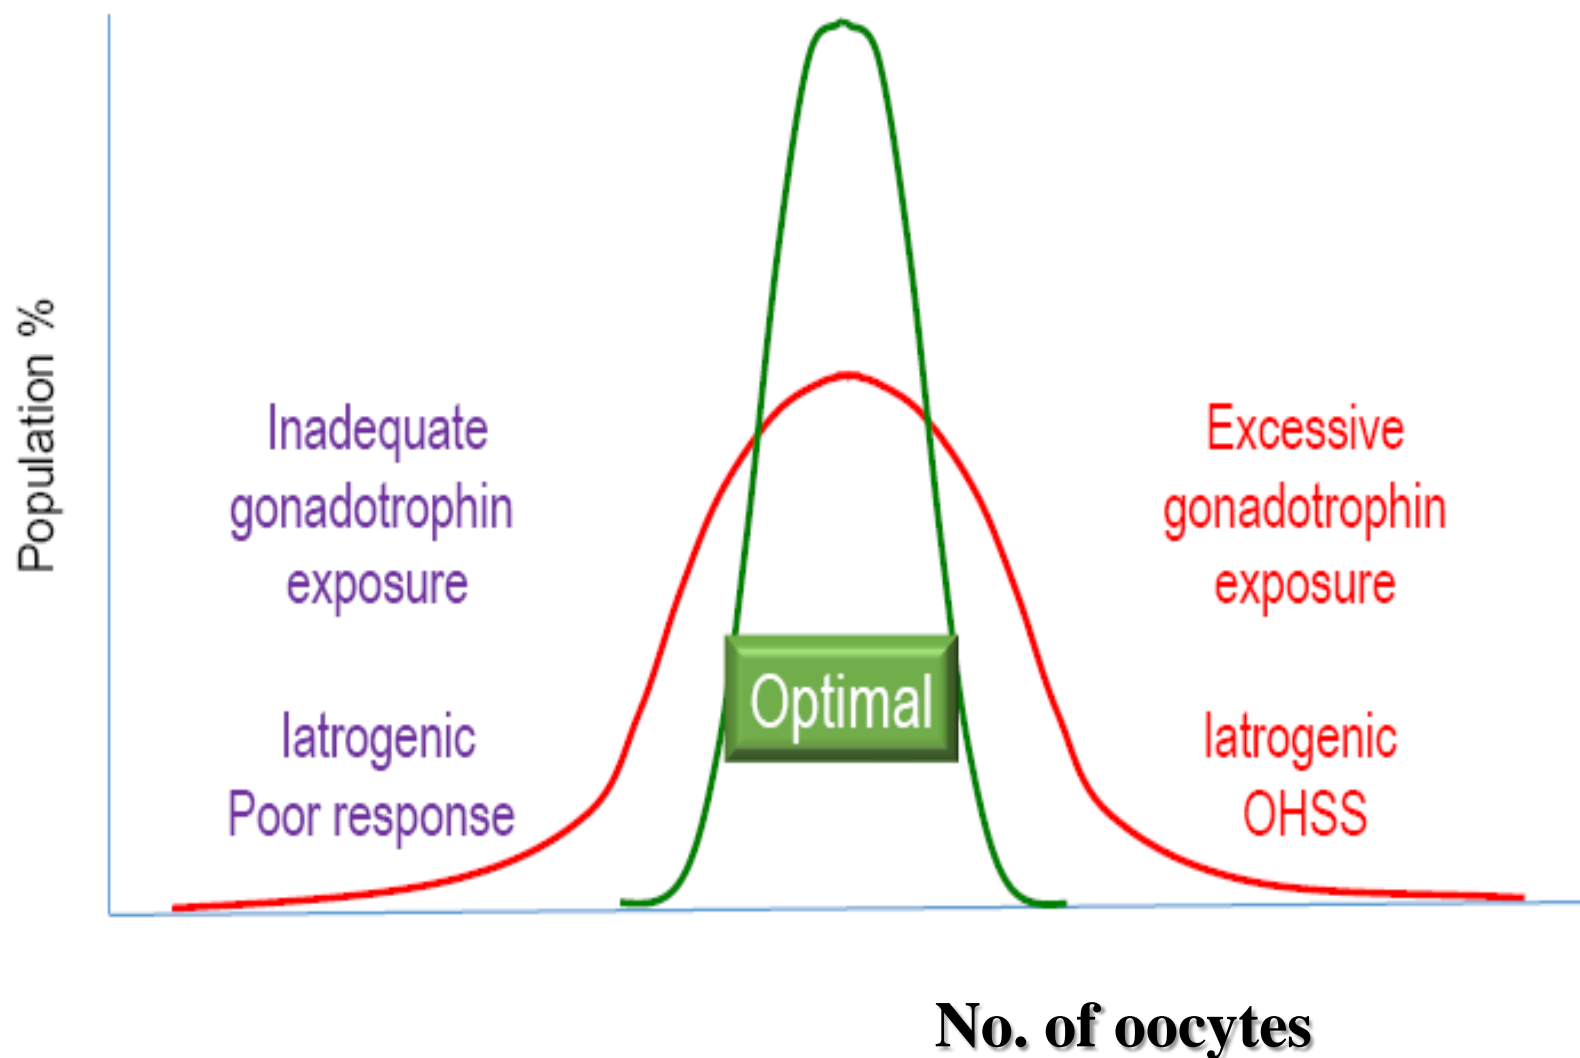 Population %
Inadequate
gonadotrophin
exposure
Iatrogenic
Poor response
Optimal
Excessive
gonadotrophin
exposure
Iatrogenic
OHSS
No. of oocytes